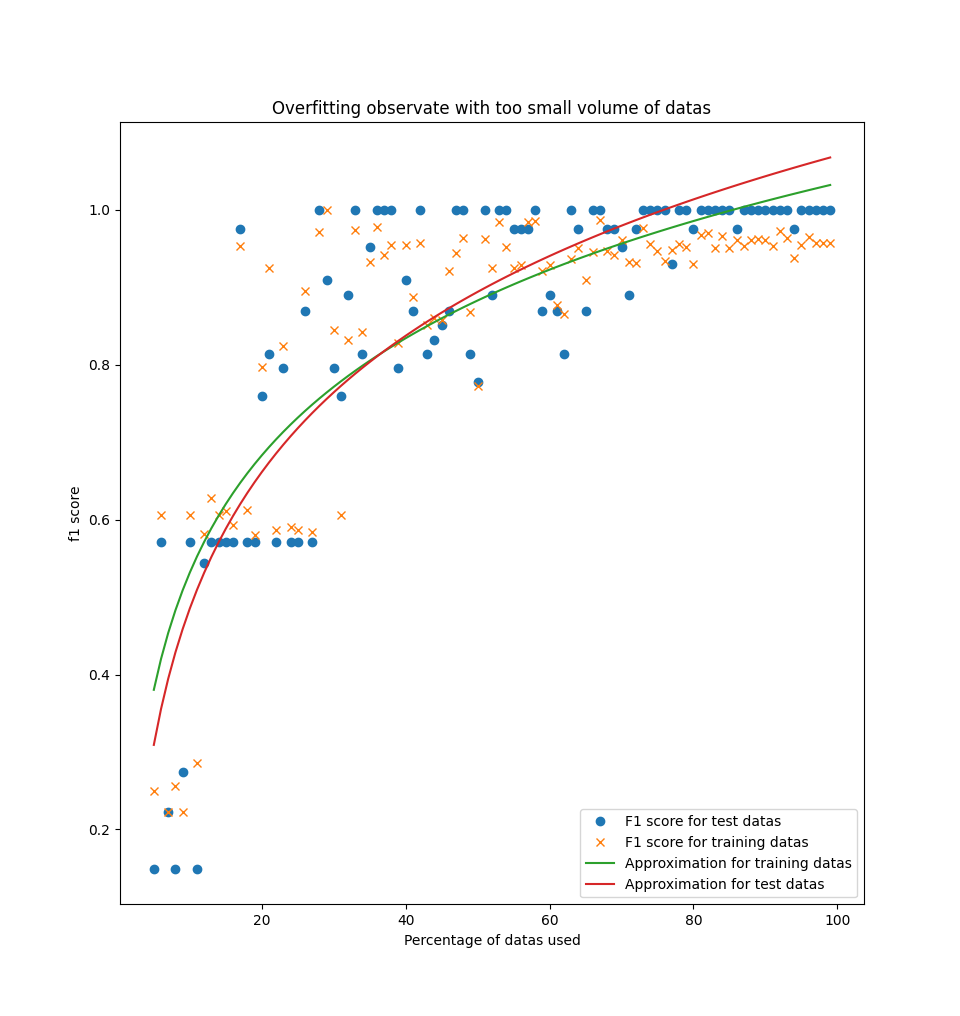 Overfitting observate with too small volume of datas
1.0
0.8
0.6
0.4
0.2
f1 score
20
40
60
80
100
Percentage of datas used
F1 score for test datas
F1 score for training datas
Approximation for training datas
Approximation for test datas